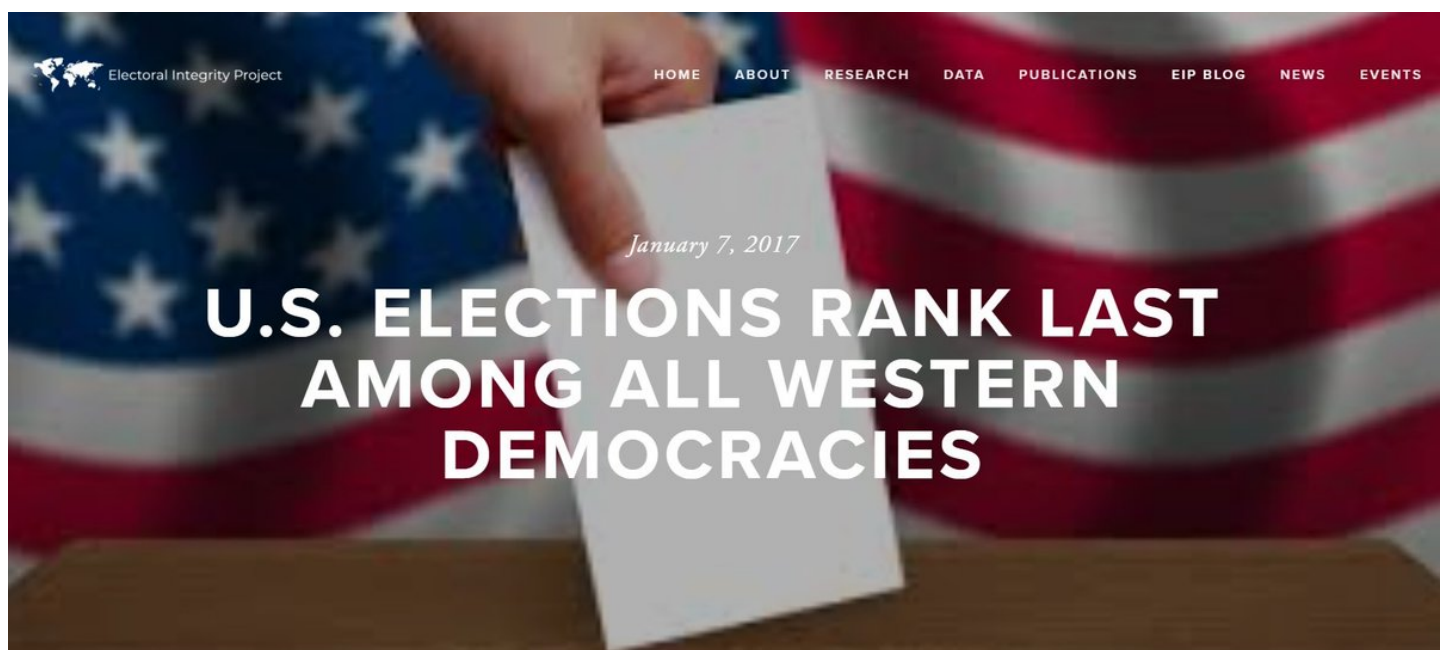 Electoral Integrity Project
HOME ABOUT RESEARCH DATA PUBLICATIONS EIP BLOG NEWS EVENTS
January 7, 2017
U.S. ELECTIONS RANK LAST
AMONG ALL WESTERN
DEMOCRACIES